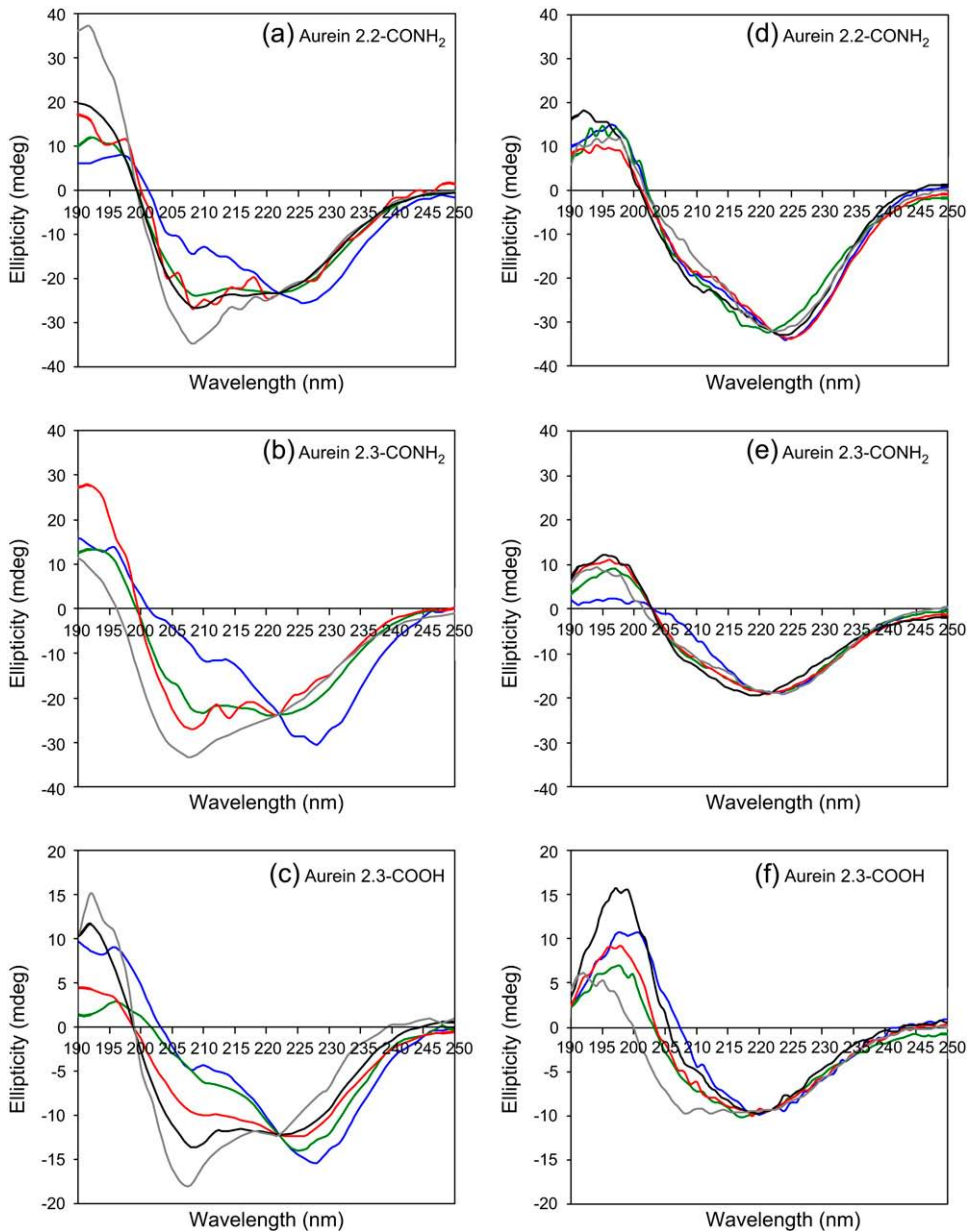 (a) Aurein 2.2-CONH₂
Ellipticity (mdeg)
40
30
20
10
0
-10
-20
-30
-40
190 195 200 205 210 215 220 225 230 235 240 245 250
Wavelength (nm)
(d) Aurein 2.2-CONH₂
Ellipticity (mdeg)
40
30
20
10
0
-10
-20
-30
-40
190 195 200 205 210 215 220 225 230 235 240 245 250
Wavelength (nm)
(b) Aurein 2.3-CONH₂
Ellipticity (mdeg)
40
30
20
10
0
-10
-20
-30
-40
190 195 200 205 210 215 220 225 230 235 240 245 250
Wavelength (nm)
(e) Aurein 2.3-CONH₂
Ellipticity (mdeg)
40
30
20
10
0
-10
-20
-30
-40
190 195 200 205 210 215 220 225 230 235 240 245 250
Wavelength (nm)
(c) Aurein 2.3-COOH
Ellipticity (mdeg)
20
15
10
5
0
-5
-10
-15
-20
190 195 200 205 210 215 220 225 230 235 240 245 250
Wavelength (nm)
(f) Aurein 2.3-COOH
Ellipticity (mdeg)
20
15
10
5
0
-5
-10
-15
-20
190 195 200 205 210 215 220 225 230 235 240 245 250
Wavelength (nm)